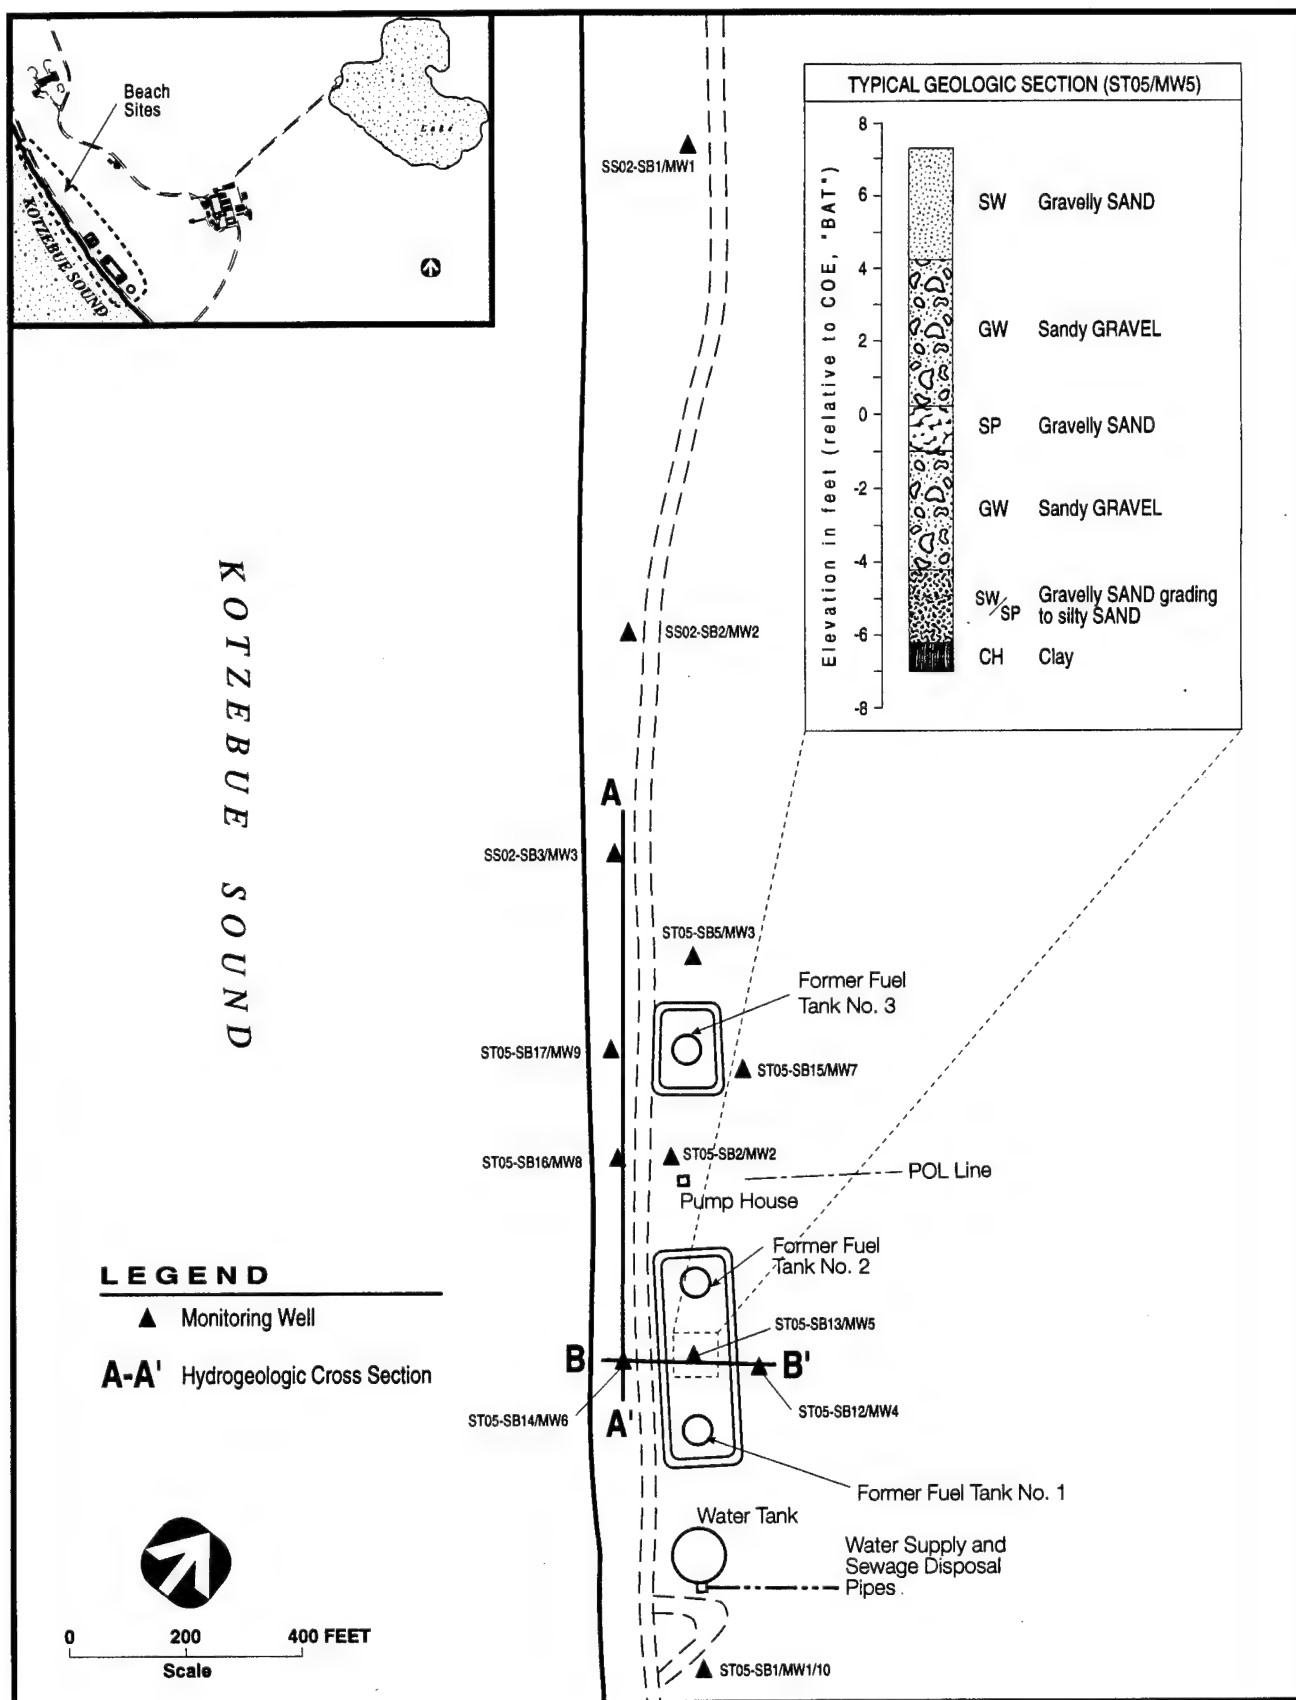 Beach
Sites
Lake
KOTZEBUE SOUND
TYPICAL GEOLOGIC SECTION (ST05/MW5)
Elevation in feet (relative to COE, "BAT")
8
6
4
2
0
-2
-4
-6
-8
SW Gravelly SAND
GW Sandy GRAVEL
SP Gravelly SAND
GW Sandy GRAVEL
SW/SP Gravelly SAND grading
to silty SAND
CH Clay
SS02-SB1/MW1
SS02-SB2/MW2
KOTZEBUE SOUND
A
SS02-SB3/MW3
ST05-SB5/MW3
Former Fuel
Tank No. 3
ST05-SB17/MW9
ST05-SB15/MW7
ST05-SB16/MW8
ST05-SB2/MW2
POL Line
Pump House
Former Fuel
Tank No. 2
ST05-SB13/MW5
B
B'
ST05-SB14/MW6
A'
ST05-SB12/MW4
Former Fuel Tank No. 1
Water Tank
Water Supply and
Sewage Disposal
Pipes
ST05-SB1/MW1/10
LEGEND
Monitoring Well
A-A' Hydrogeologic Cross Section
0 200 400 FEET
Scale